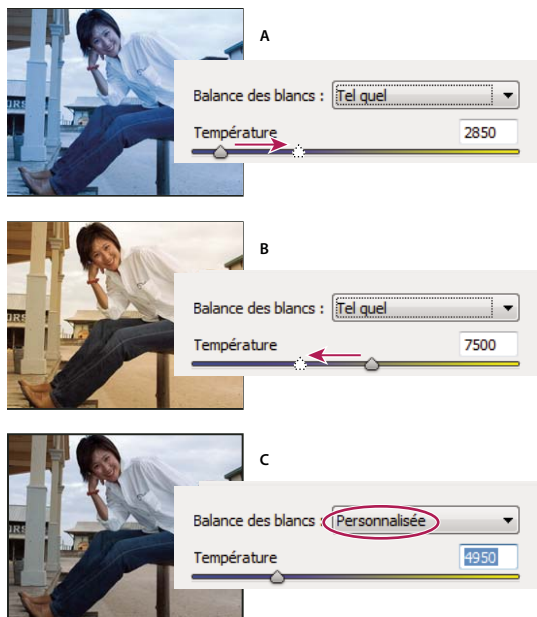 A
Balance des blancs : Tel quel
Température 2850
B
Balance des blancs : Tel quel
Température 7500
C
Balance des blancs : Personnalisée
Température 4950